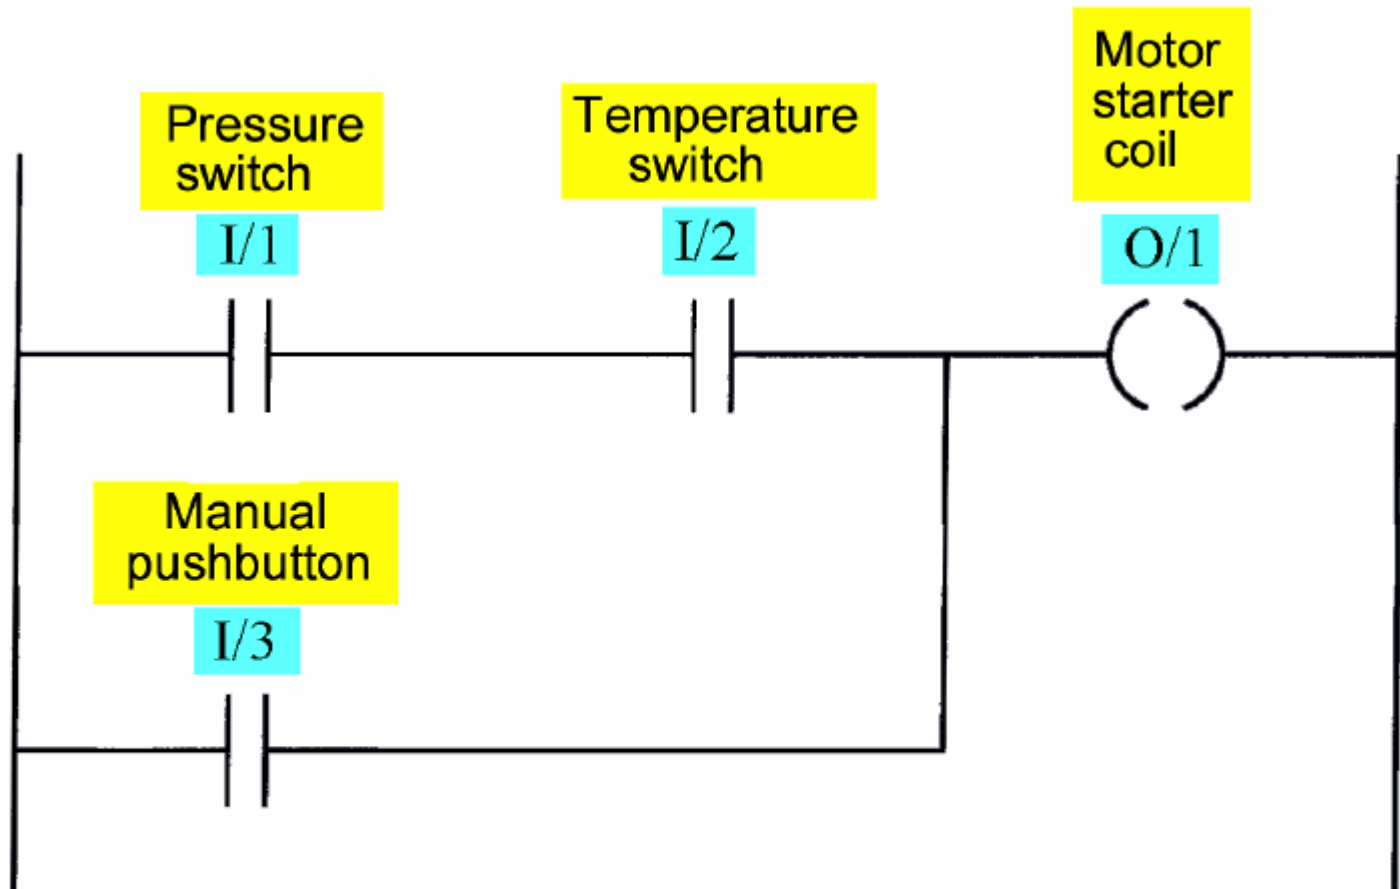 Pressure
switch
I/1
Temperature
switch
I/2
Motor
starter
coil
O/1
Manual
pushbutton
I/3